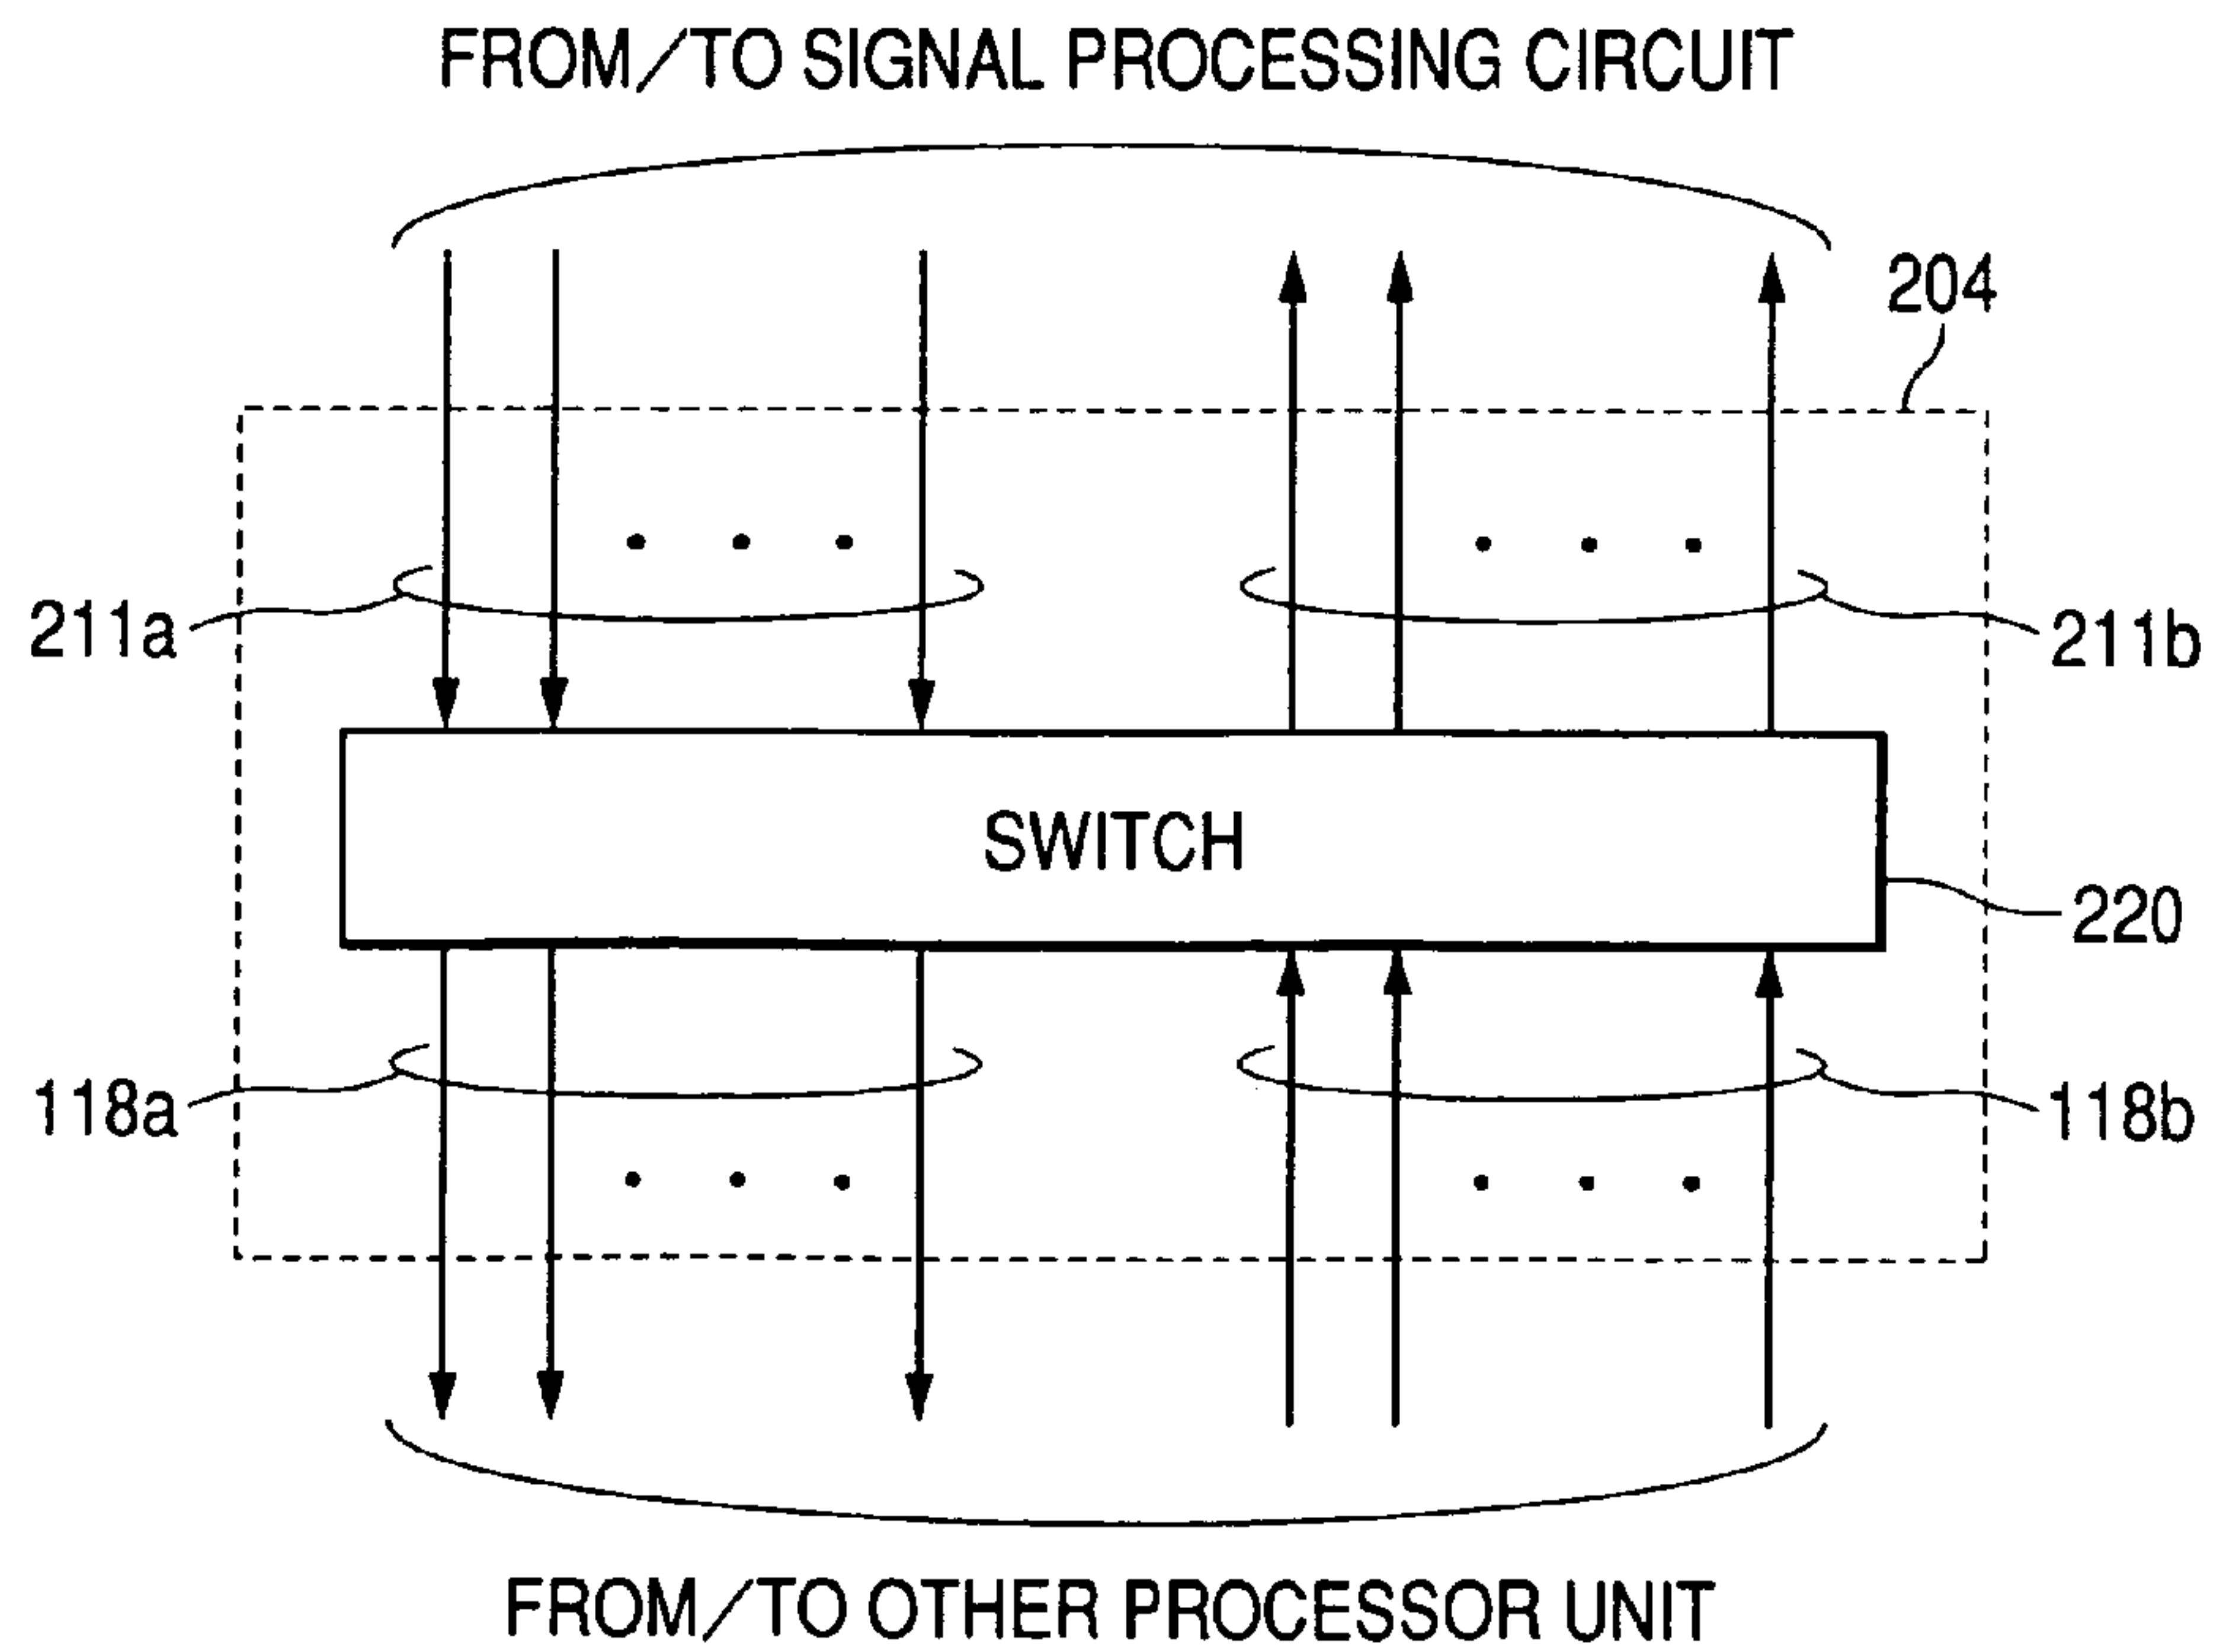 FROM/TO SIGNAL PROCESSING CIRCUIT
204
211a
211b
SWITCH
220
118a
118b
FROM/TO OTHER PROCESSOR UNIT